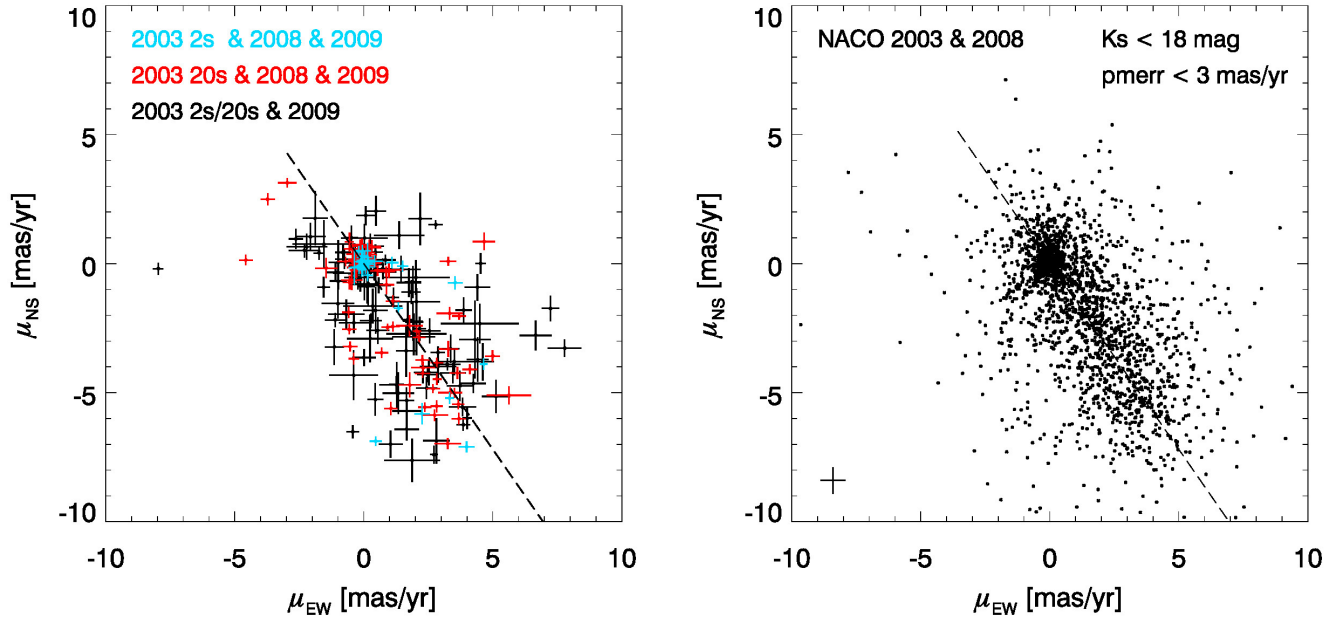 2003 2s & 2008 & 2009
2003 20s & 2008 & 2009
2003 2s/20s & 2009
10
5
0
-5
-10
μNS [mas/yr]
-10
-5
0
5
10
μEW [mas/yr]
NACO 2003 & 2008
Ks < 18 mag
pmerr < 3 mas/yr
10
5
0
-5
-10
μNS [mas/yr]
-10
-5
0
5
10
μEW [mas/yr]